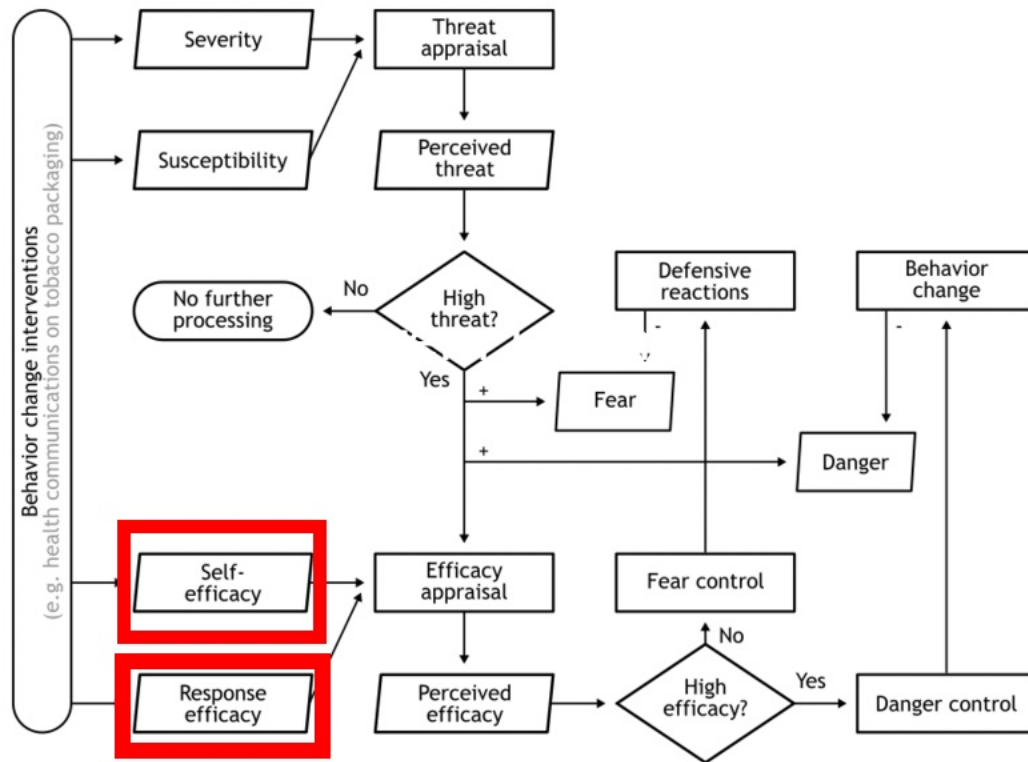 Behavior change interventions
(e.g. health communications on tobacco packaging)
Severity
Threat
appraisal
Susceptibility
Perceived
threat
No further
processing
No
High
threat?
Yes
Defensive
reactions
-
Behavior
change
-
+
Fear
+
Danger
Self-
efficacy
Efficacy
appraisal
Fear control
No
Response
efficacy
Perceived
efficacy
High
efficacy?
Yes
Danger control